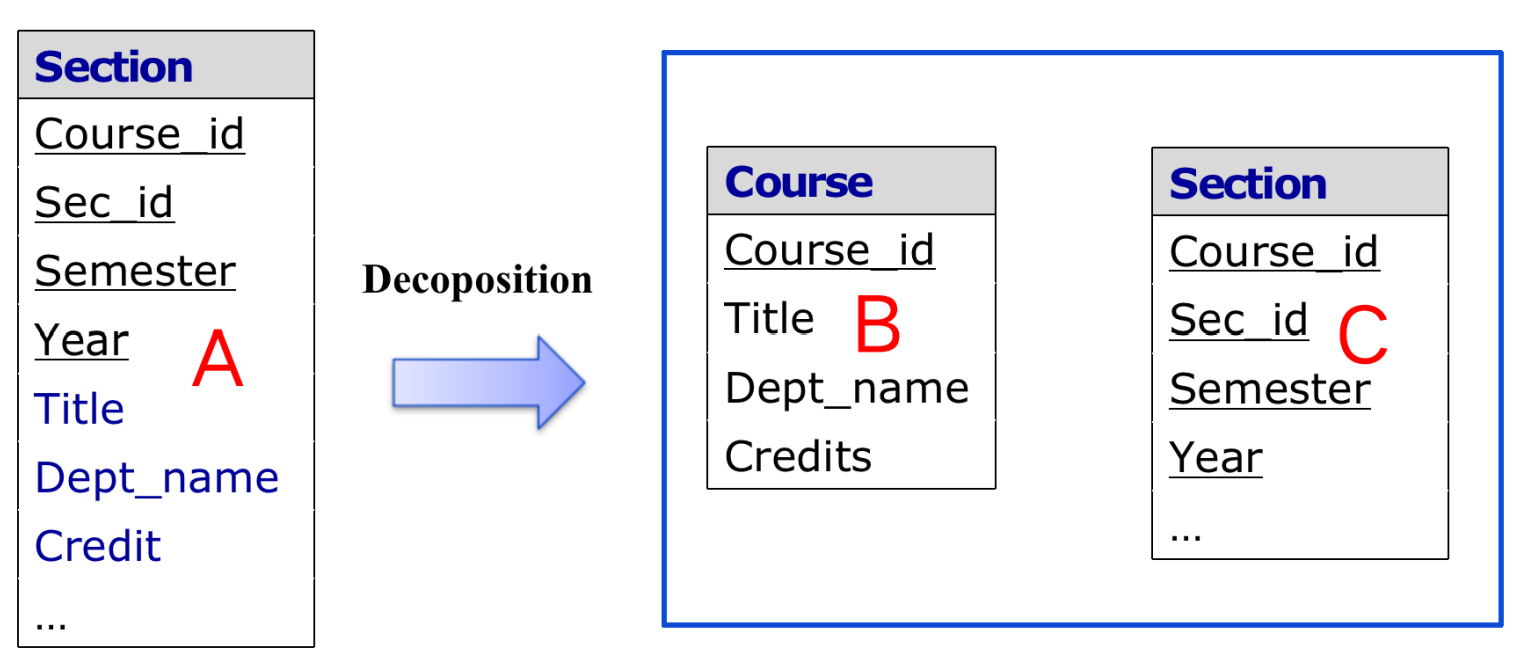 Section
Course_id
Sec_id
Semester
Year
A
Title
Dept_name
Credit
...
Decoposition
Course
Course_id
Title
B
Dept_name
Credits
Section
Course_id
Sec_id
C
Semester
Year
...